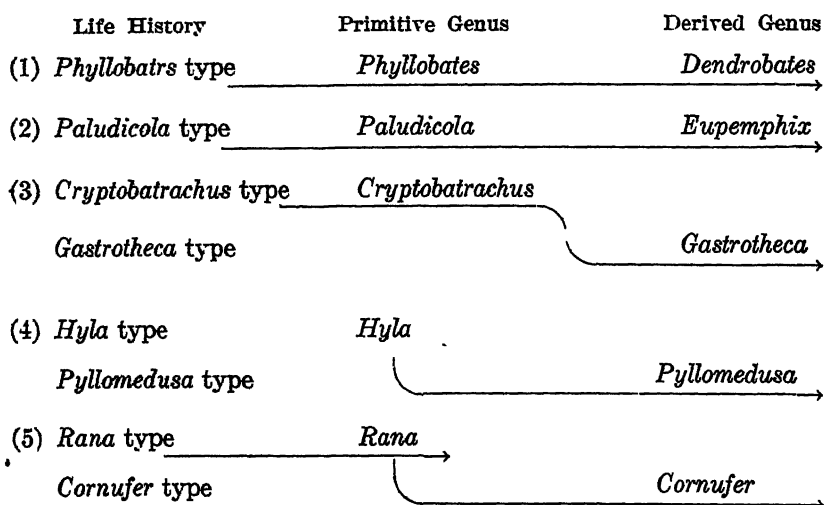 Life History Primitive Genus Derived Genus
(1) Phyllobatrs type Phyllobates Dendrobates
(2) Paludicola type Paludicola Eupemphix
(3) Cryptobatrachus type Cryptobatrachus
Gastrotheca type Gastrotheca
(4) Hyla type Hyla
Pyllomedusa type Pyllomedusa
(5) Rana type Rana
Cornufer type Cornufer